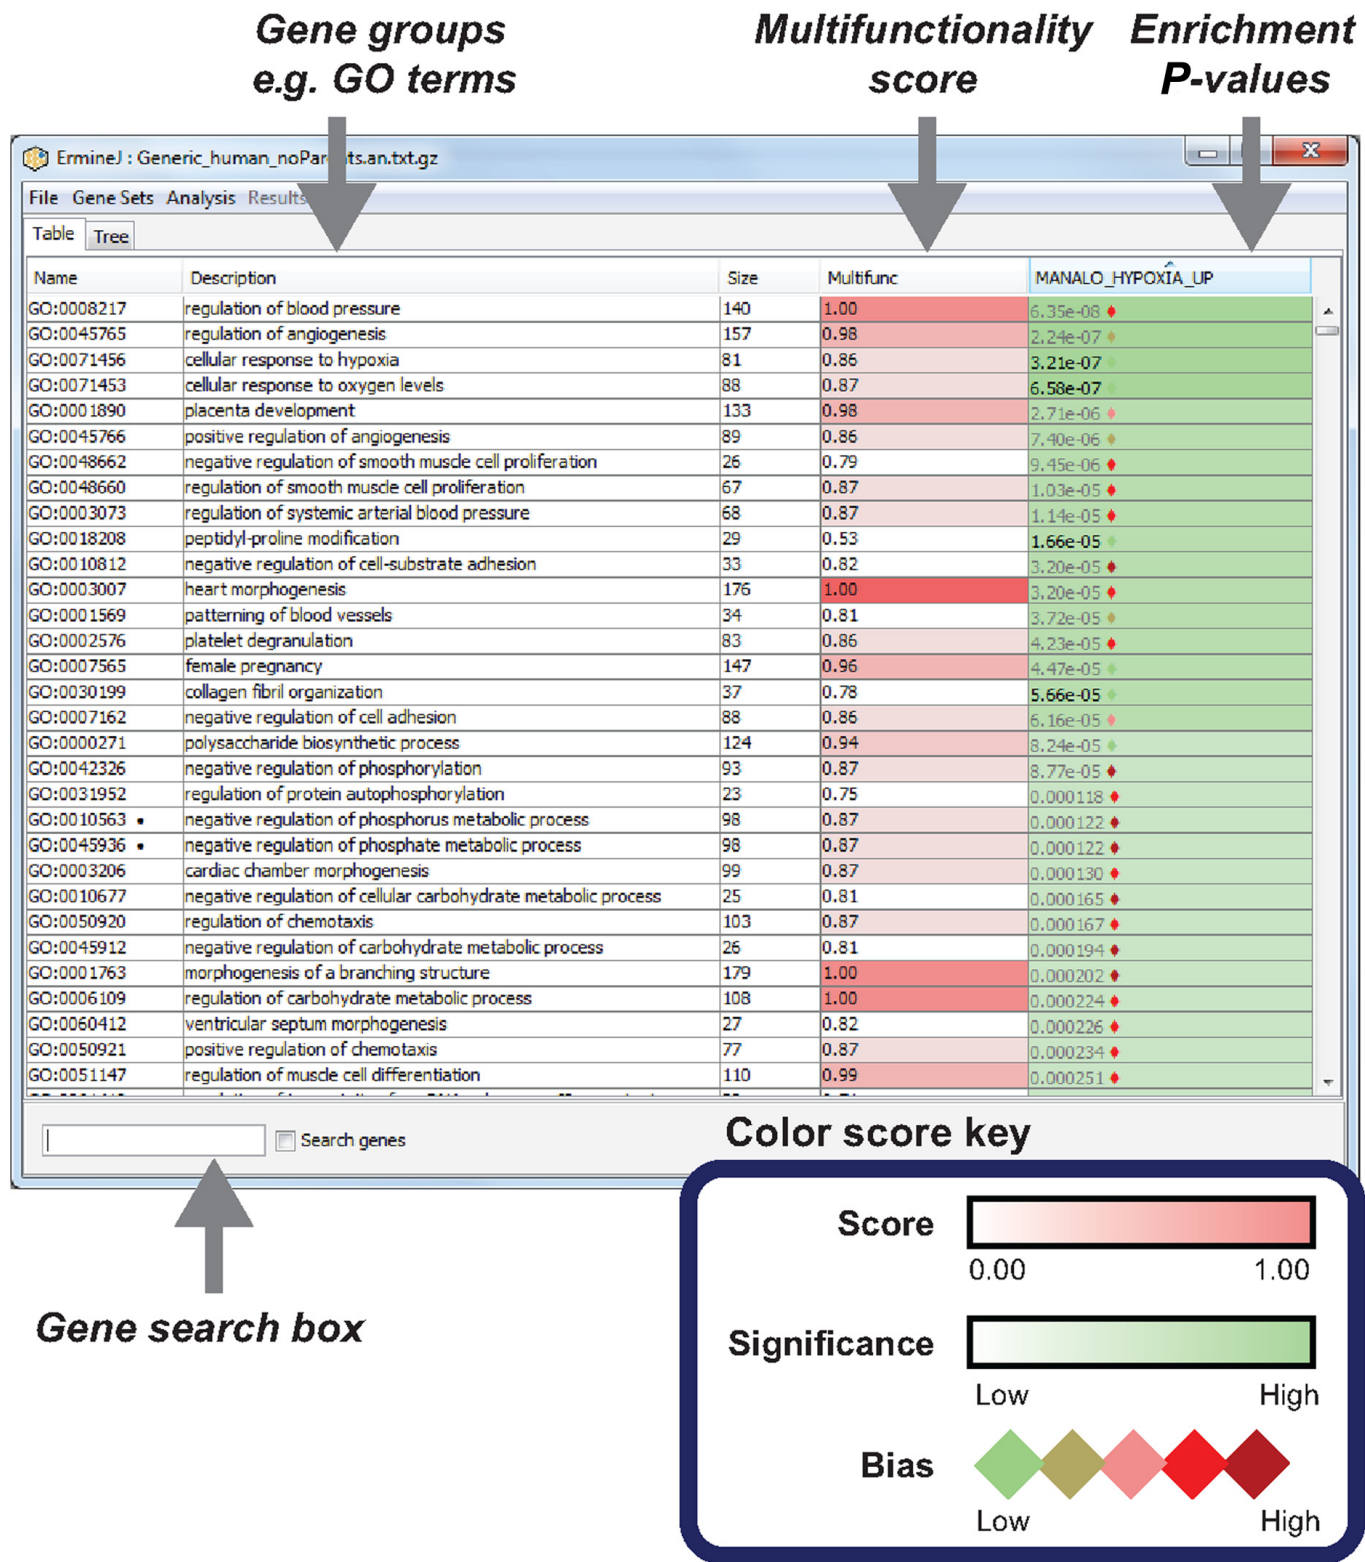 Gene groups
e.g. GO terms
Multifunctionality
score
Enrichment
P-values
ErmineJ : Generic_human_noParents.an.txt.gz
File Gene Sets Analysis Results
Table Tree
Name Description Size Multifunc MANALO_HYPOXIA_UP
GO:0008217 regulation of blood pressure 140 1.00 6.35e-08
GO:0045765 regulation of angiogenesis 157 0.98 2.24e-07
GO:0071456 cellular response to hypoxia 81 0.86 3.21e-07
GO:0071453 cellular response to oxygen levels 88 0.87 6.58e-07
GO:0001890 placenta development 133 0.98 2.71e-06
GO:0045766 positive regulation of angiogenesis 89 0.86 7.40e-06
GO:0048662 negative regulation of smooth muscle cell proliferation 26 0.79 9.45e-06
GO:0048660 regulation of smooth muscle cell proliferation 67 0.87 1.03e-05
GO:0003073 regulation of systemic arterial blood pressure 68 0.87 1.14e-05
GO:0018208 peptidyl-proline modification 29 0.53 1.66e-05
GO:0010812 negative regulation of cell-substrate adhesion 33 0.82 3.20e-05
GO:0003007 heart morphogenesis 176 1.00 3.20e-05
GO:0001569 patterning of blood vessels 34 0.81 3.72e-05
GO:0002576 platelet degranulation 83 0.86 4.23e-05
GO:0007565 female pregnancy 147 0.96 4.47e-05
GO:0030199 collagen fibril organization 37 0.78 5.66e-05
GO:0007162 negative regulation of cell adhesion 88 0.86 6.16e-05
GO:0000271 polysaccharide biosynthetic process 124 0.94 8.24e-05
GO:0042326 negative regulation of phosphorylation 93 0.87 8.77e-05
GO:0031952 regulation of protein autophosphorylation 23 0.75 0.000118
GO:0010563 • negative regulation of phosphorus metabolic process 98 0.87 0.000122
GO:0045936 • negative regulation of phosphate metabolic process 98 0.87 0.000122
GO:0003206 cardiac chamber morphogenesis 99 0.87 0.000130
GO:0010677 negative regulation of cellular carbohydrate metabolic process 25 0.81 0.000165
GO:0050920 regulation of chemotaxis 103 0.87 0.000167
GO:0045912 negative regulation of carbohydrate metabolic process 26 0.81 0.000194
GO:0001763 morphogenesis of a branching structure 179 1.00 0.000202
GO:0006109 regulation of carbohydrate metabolic process 108 1.00 0.000224
GO:0060412 ventricular septum morphogenesis 27 0.82 0.000226
GO:0050921 positive regulation of chemotaxis 77 0.87 0.000234
GO:0051147 regulation of muscle cell differentiation 110 0.99 0.000251
Search genes
Color score key
Score
0.00 1.00
Gene search box
Significance
Low High
Bias
Low High